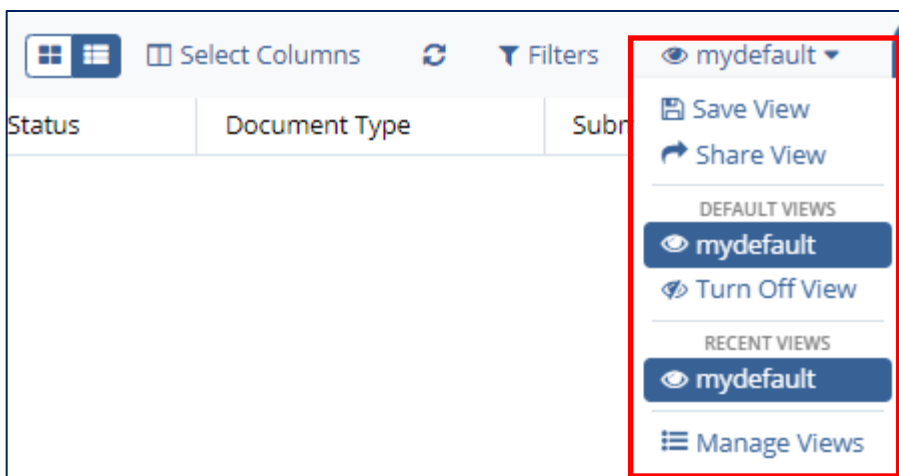 Select Columns Filters mydefault
Status Document Type Subr
Save View
Share View
DEFAULT VIEWS
mydefault
Turn Off View
RECENT VIEWS
mydefault
Manage Views